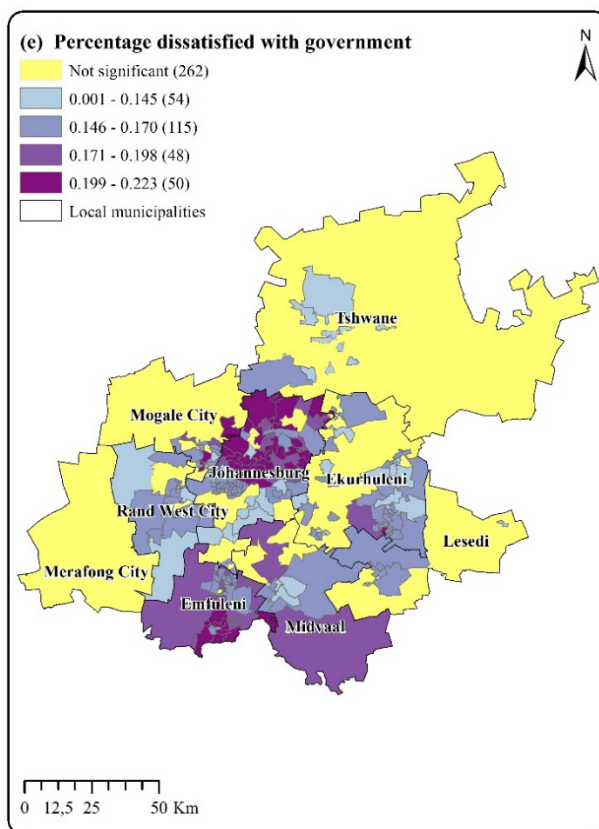 (e) Percentage dissatisfied with government
N
Not significant (262)
0.001 - 0.145 (54)
0.146 - 0.170 (115)
0.171 - 0.198 (48)
0.199 - 0.223 (50)
Local municipalities
Tshwane
Mogale City
Johannesburg
Ekurhuleni
Rand West City
Lesedi
Merafong City
Emfuleni
Midvaal
0 12,5 25 50 Km